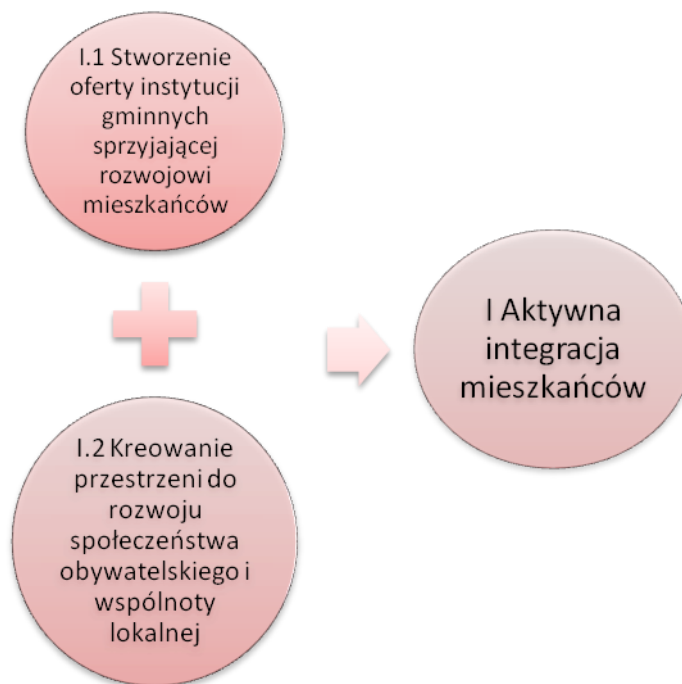 I.1 Stworzenie
oferty instytucji
gminnych
sprzyjającej
rozwojowi
mieszkańców
I.2 Kreowanie
przestrzeni do
rozwoju
społeczeństwa
obywatelskiego i
wspólnoty
lokalnej
I Aktywna
integracja
mieszkańców